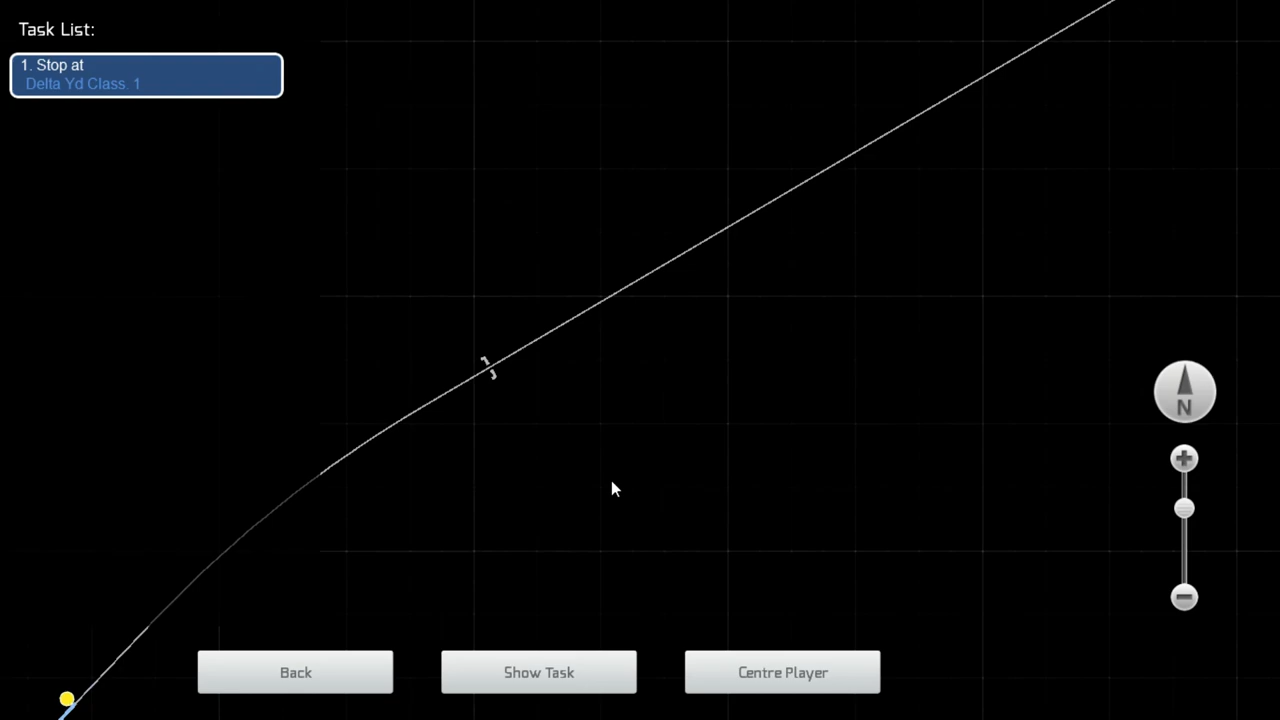 Task List:
1. Stop at
Delta Yd Class. 1
N
Back
Show Task
Centre Player